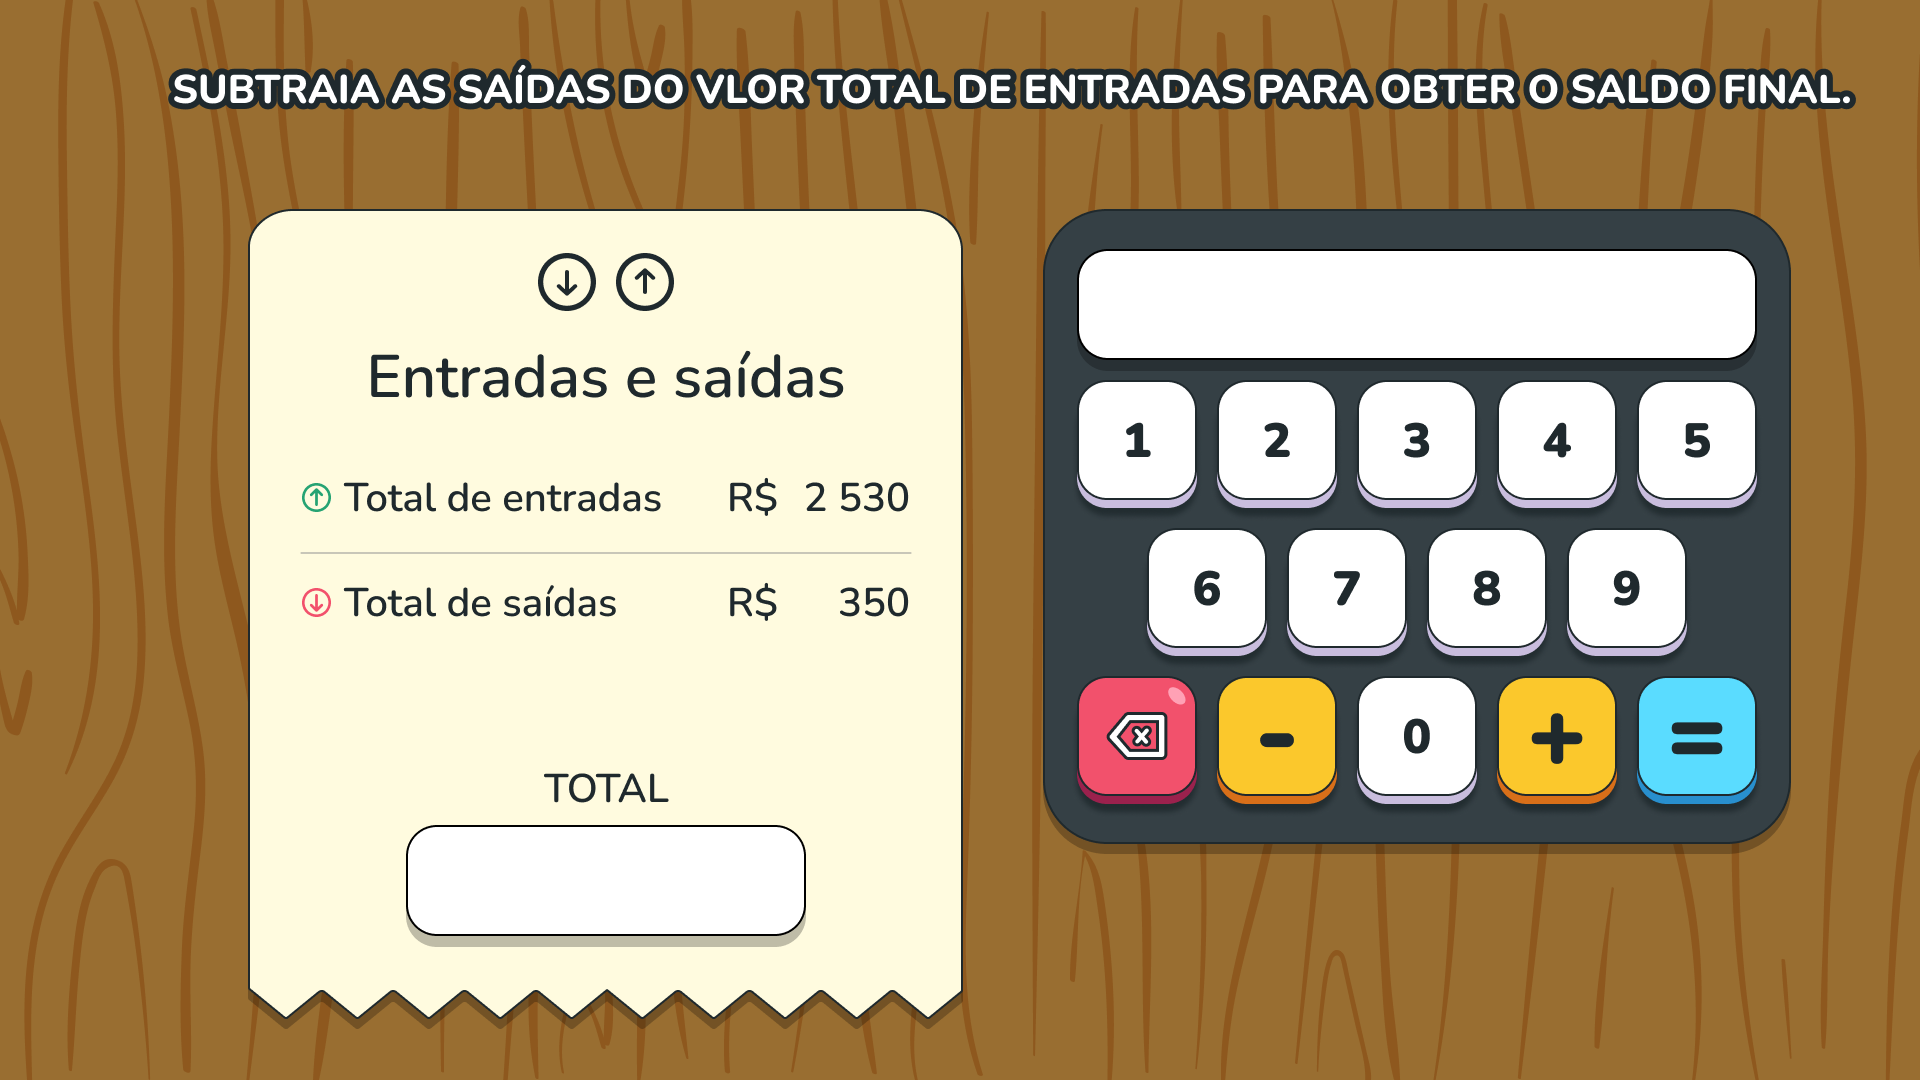 SUBTRAIA AS SAÍDAS DO VLOR TOTAL DE ENTRADAS PARA OBTER O SALDO FINAL.
Entradas e saídas
Total de entradas R$ 2 530
Total de saídas R$ 350
TOTAL
1 2 3 4 5
6 7 8 9
- 0 + =